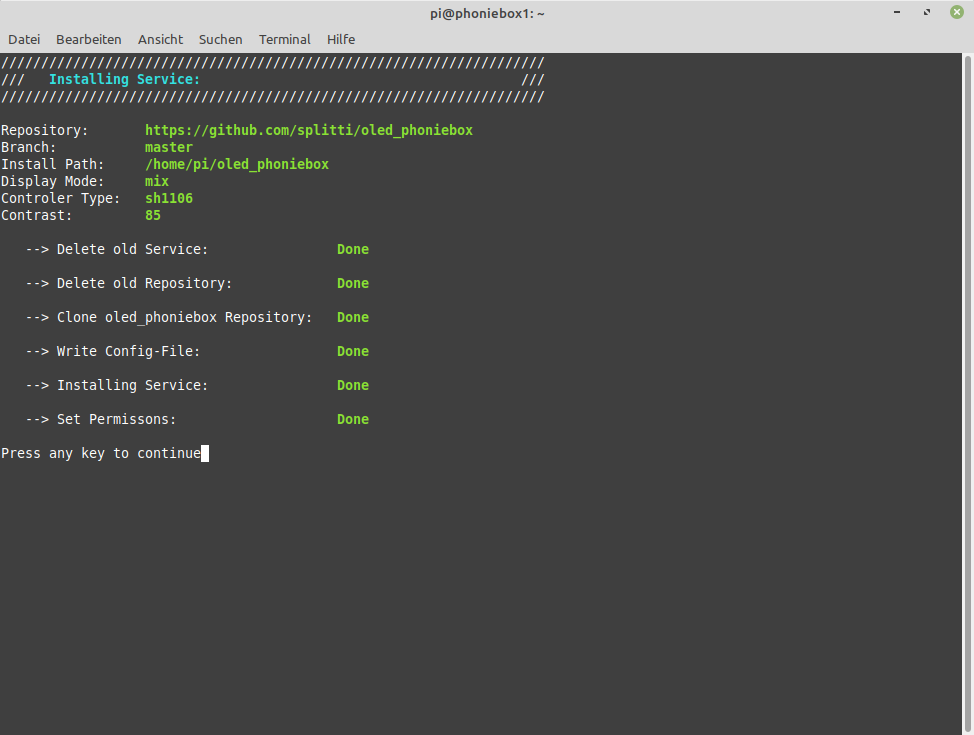 pi@phoniebox1: ~
Datei Bearbeiten Ansicht Suchen Terminal Hilfe
////////////////////////////////////////////////////////////////////
/// Installing Service: ///
////////////////////////////////////////////////////////////////////
Repository: https://github.com/splitti/oled_phoniebox
Branch: master
Install Path: /home/pi/oled_phoniebox
Display Mode: mix
Controler Type: sh1106
Contrast: 85
--> Delete old Service: Done
--> Delete old Repository: Done
--> Clone oled_phoniebox Repository: Done
--> Write Config-File: Done
--> Installing Service: Done
--> Set Permissons: Done
Press any key to continue